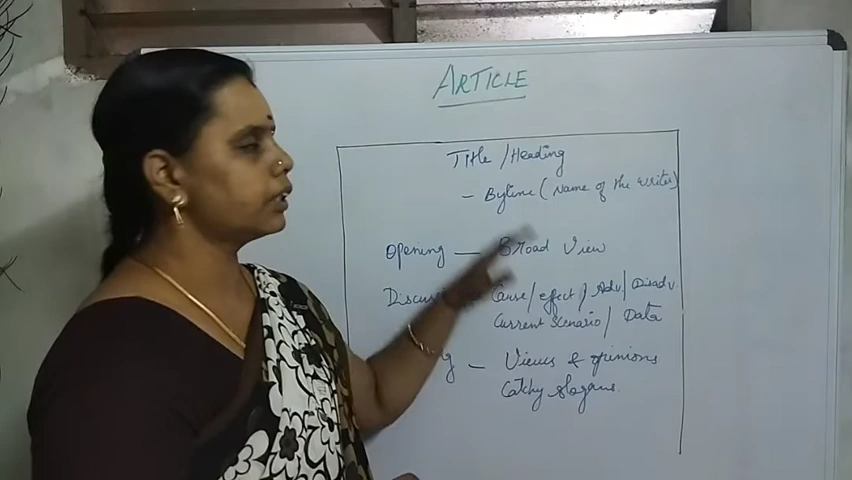 ARTICLE
Title /Heading
- Byline (Name of the writer)
Opening — Broad View
Cause/effect/ Adv/Disadv.
Current Scenario/ Data
— Views & opinions
Catchy slogans.